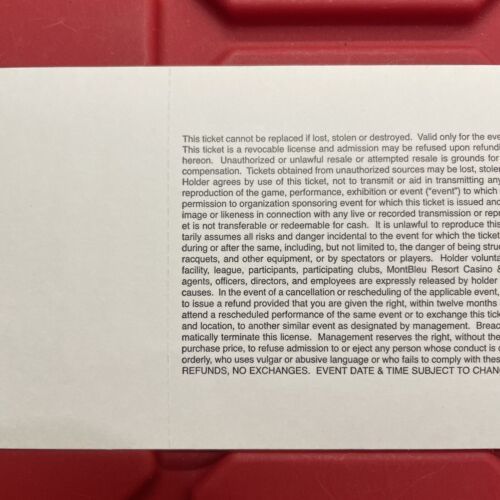 This ticket cannot be replaced if lost, stolen or destroyed. Valid only for the eve
This ticket is a revocable license and admission may be refused upon refundi
hereon. Unauthorized or unlawful resale or attempted resale is grounds for
compensation. Tickets obtained from unauthorized sources may be lost, stolen
Holder agrees by use of this ticket, not to transmit or aid in transmitting any
reproduction of the game, performance, exhibition or event ("event") to which
permission to organization sponsoring event for which this ticket is issued and
image or likeness in connection with any live or recorded transmission or repr
et is not transferable or redeemable for cash. It is unlawful to reproduce this
tarily assumes all risks and danger incidental to the event for which the ticket
during or after the same, including, but not limited to, the danger of being stru
racquets, and other equipment, or by spectators or players. Holder volunta
facility, league, participants, participating clubs, MontBleu Resort Casino &
agents, officers, directors, and employees are expressly released by holder
causes. In the event of a cancellation or rescheduling of the applicable event,
to issue a refund provided that you are given the right, within twelve months
attend a rescheduled performance of the same event or to exchange this tick
and location, to another similar event as designated by management. Breac
matically terminate this license. Management reserves the right, without the
purchase price, to refuse admission to or eject any person whose conduct is d
orderly, who uses vulgar or abusive language or who fails to comply with thes
REFUNDS, NO EXCHANGES. EVENT DATE & TIME SUBJECT TO CHAN